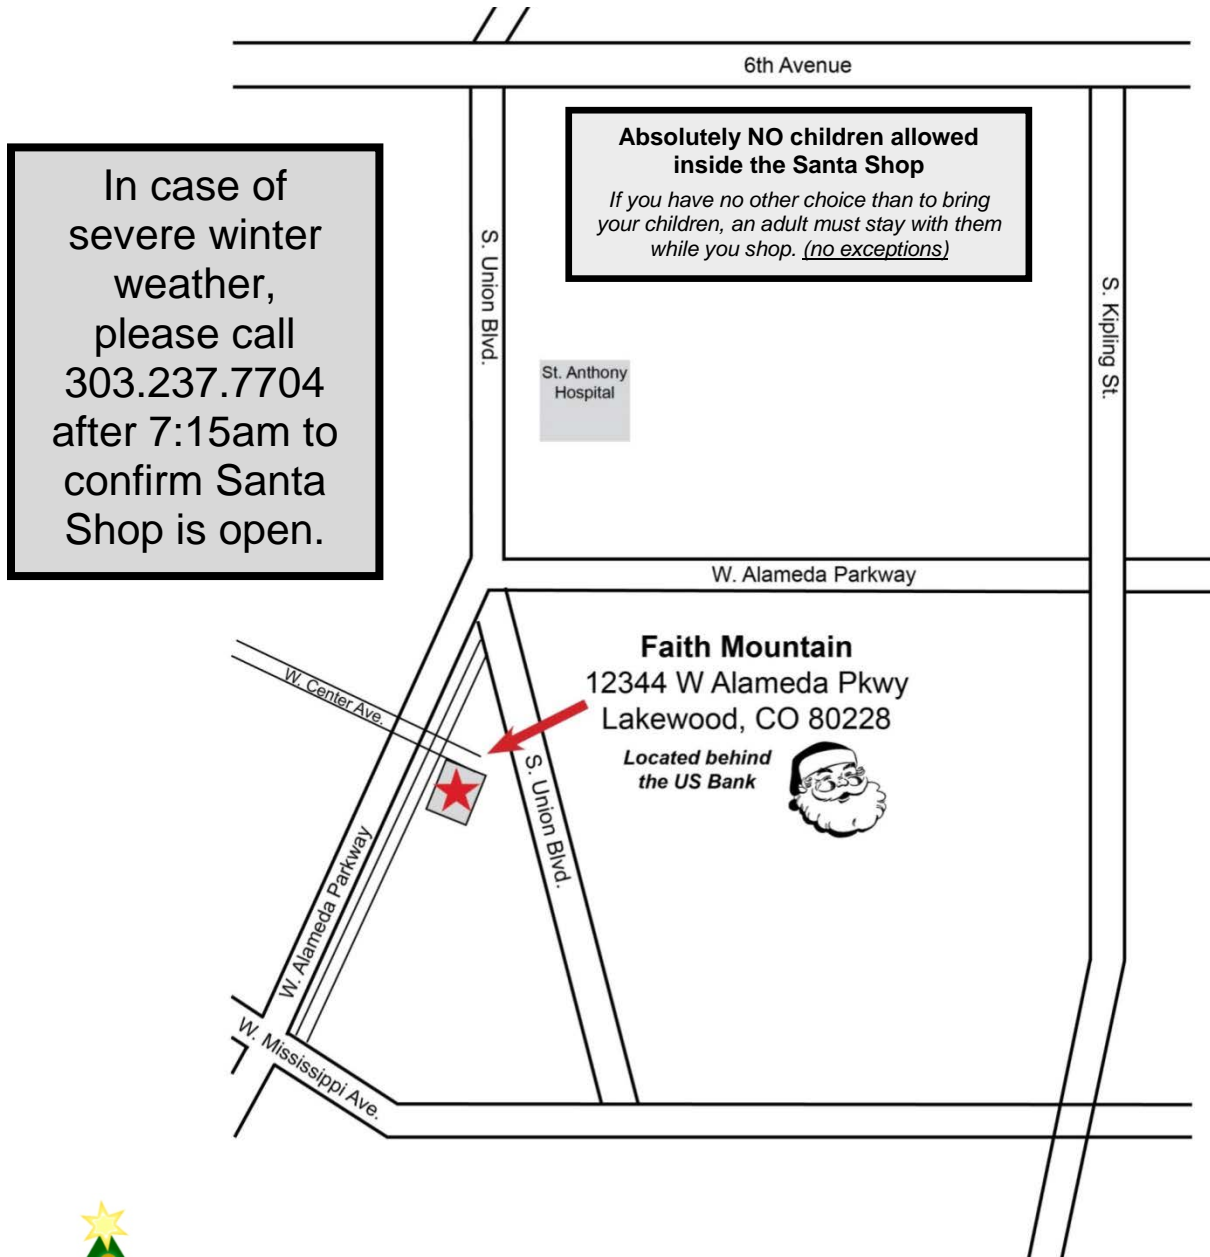 6th Avenue
Absolutely NO children allowed
inside the Santa Shop
If you have no other choice than to bring
your children, an adult must stay with them
while you shop. (no exceptions)
In case of
severe winter
weather,
please call
303.237.7704
after 7:15am to
confirm Santa
Shop is open.
S. Union Blvd.
S. Kipling St.
St. Anthony
Hospital
W. Alameda Parkway
Faith Mountain
12344 W Alameda Pkwy
Lakewood, CO 80228
Located behind
the US Bank
W. Center Ave.
S. Union Blvd.
W. Alameda Parkway
W. Mississippi Ave.